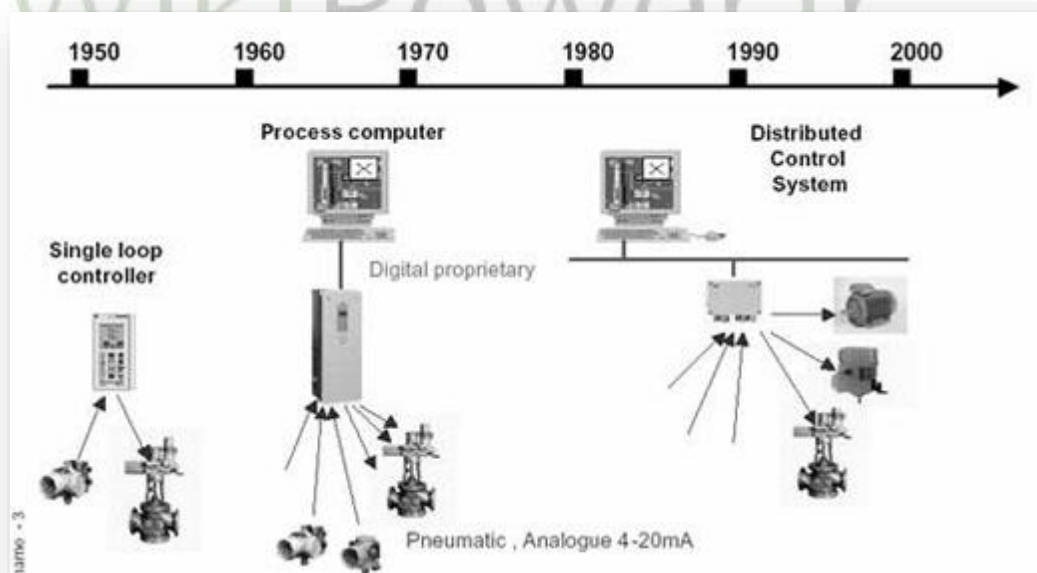 1950 1960 1970 1980 1990 2000
Process computer
Distributed
Control
System
Single loop
controller
Digital proprietary
Pneumatic , Analogue 4-20mA